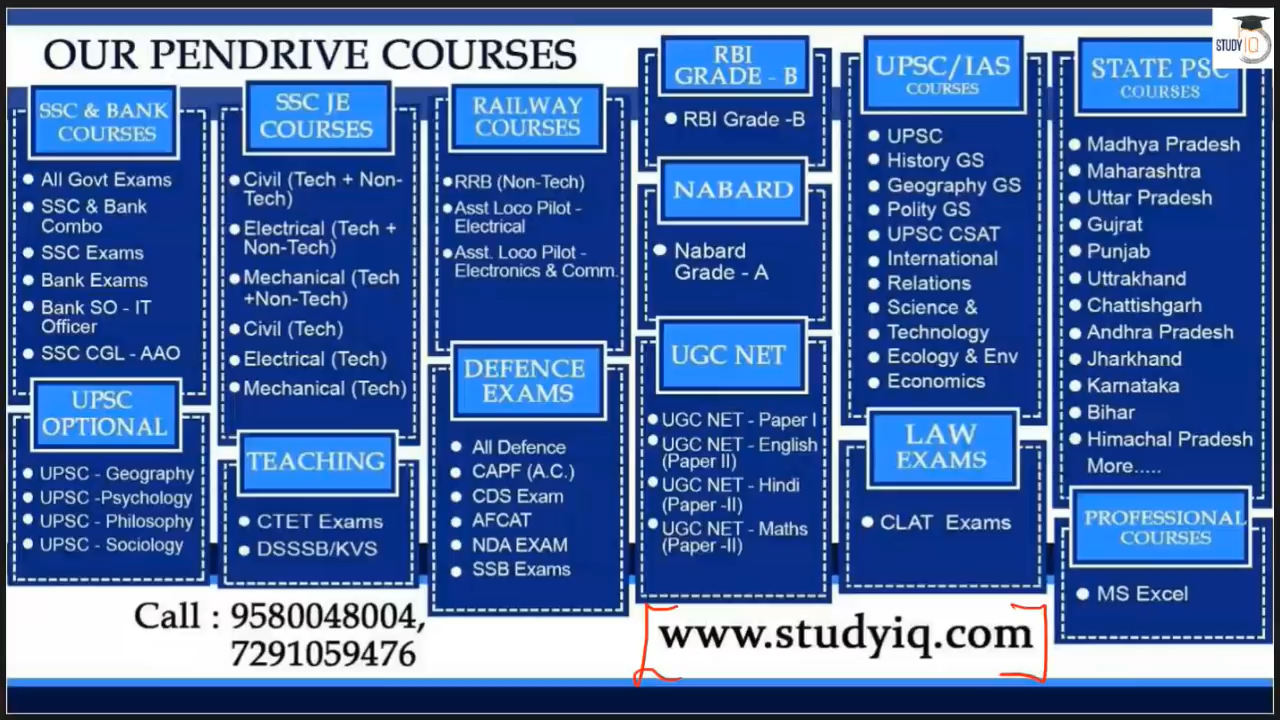 OUR PENDRIVE COURSES
STUDY IQ
SSC & BANK
COURSES
All Govt Exams
SSC & Bank
Combo
SSC Exams
Bank Exams
Bank SO - IT
Officer
SSC CGL - AAO
UPSC
OPTIONAL
UPSC - Geography
UPSC -Psychology
UPSC - Philosophy
UPSC - Sociology
SSC JE
COURSES
Civil (Tech + Non-
Tech)
Electrical (Tech +
Non-Tech)
Mechanical (Tech
+Non-Tech)
Civil (Tech)
Electrical (Tech)
Mechanical (Tech)
TEACHING
CTET Exams
DSSSB/KVS
RAILWAY
COURSES
RRB (Non-Tech)
Asst Loco Pilot -
Electrical
Asst. Loco Pilot -
Electronics & Comm.
DEFENCE
EXAMS
All Defence
CAPF (A.C.)
CDS Exam
AFCAT
NDA EXAM
SSB Exams
RBI
GRADE - B
RBI Grade -B
NABARD
Nabard
Grade - A
UGC NET
UGC NET - Paper I
UGC NET - English
(Paper II)
UGC NET - Hindi
(Paper -II)
UGC NET - Maths
(Paper -II)
UPSC/IAS
COURSES
UPSC
History GS
Geography GS
Polity GS
UPSC CSAT
International
Relations
Science &
Technology
Ecology & Env
Economics
LAW
EXAMS
CLAT Exams
STATE PSC
COURSES
Madhya Pradesh
Maharashtra
Uttar Pradesh
Gujrat
Punjab
Uttrakhand
Chattishgarh
Andhra Pradesh
Jharkhand
Karnataka
Bihar
Himachal Pradesh
More.....
PROFESSIONAL
COURSES
MS Excel
Call : 9580048004,
7291059476
www.studyiq.com